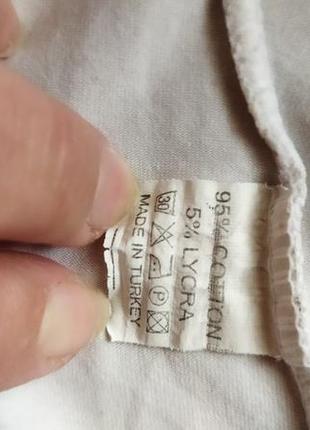 95% COTTON
5% LYCRA
30 P
MADE IN TURKEY